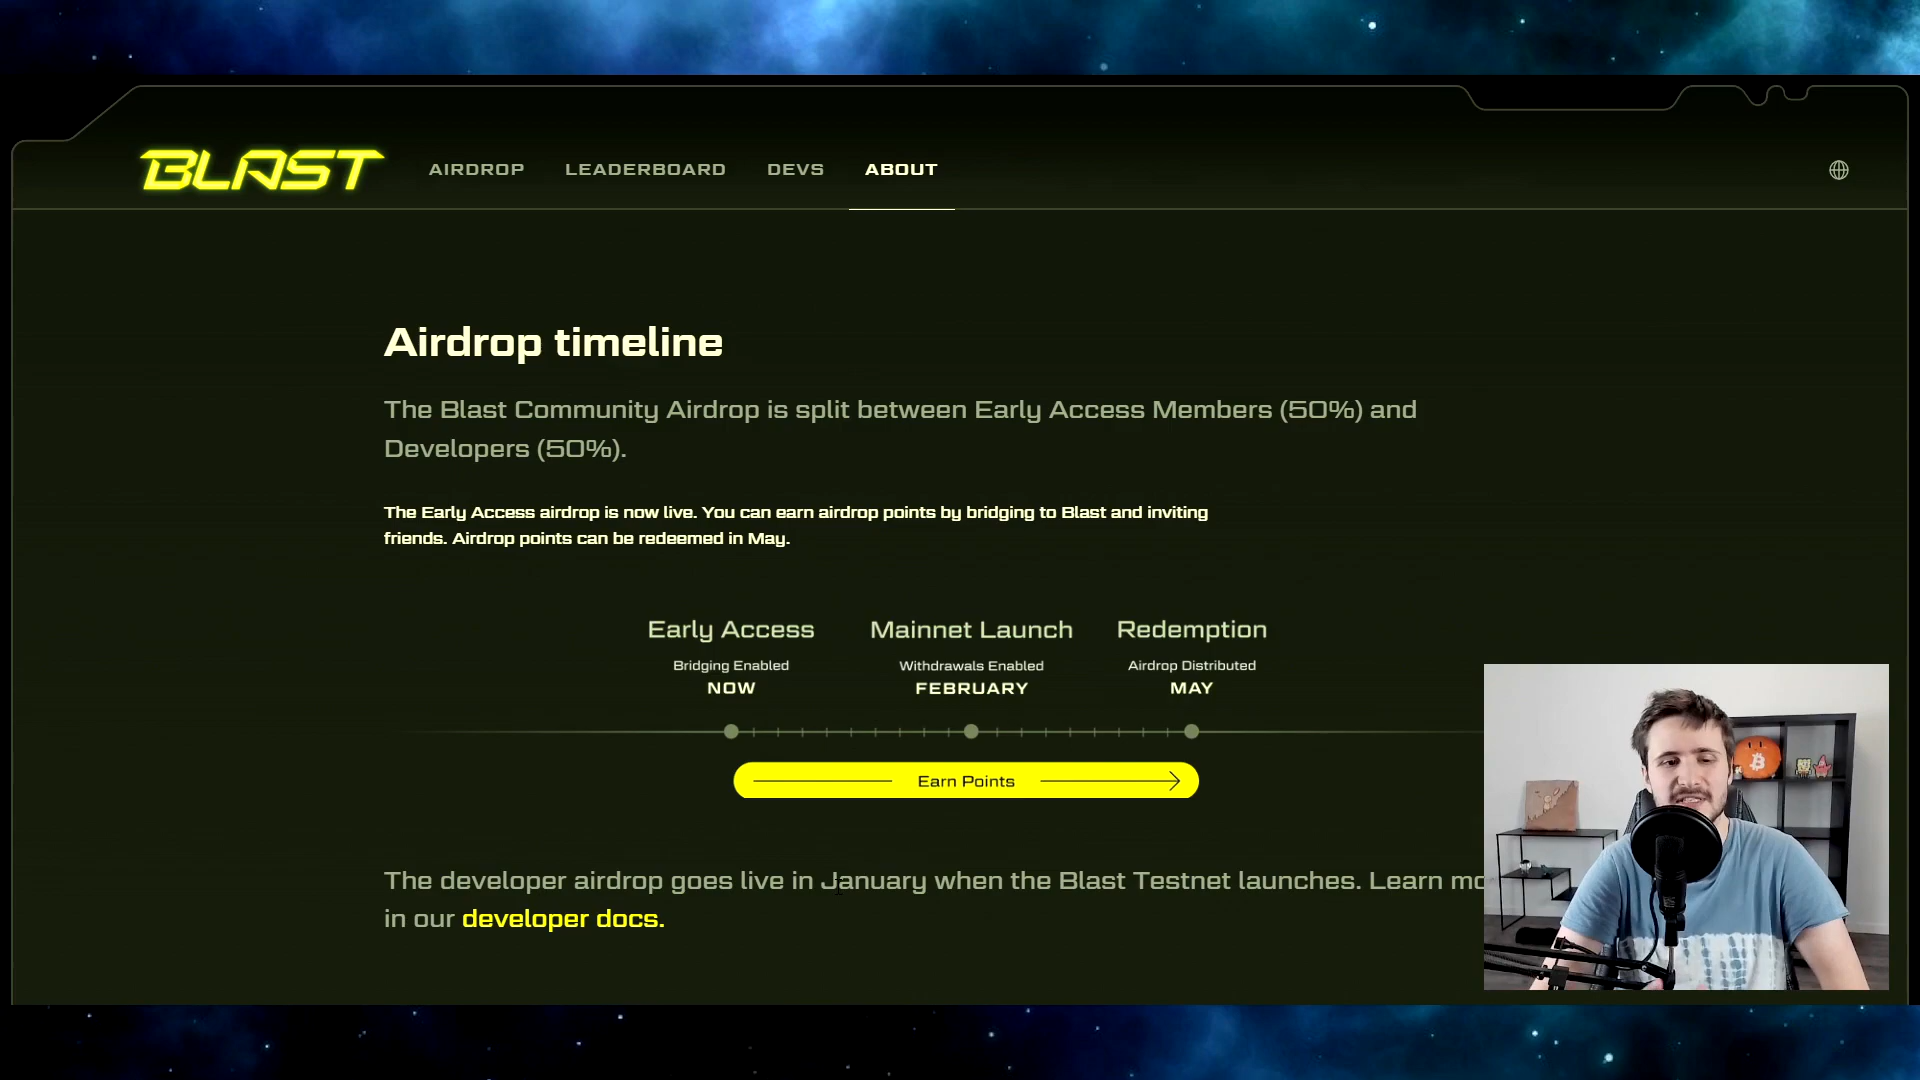 BLAST
AIRDROP
LEADERBOARD
DEVS
ABOUT
Airdrop timeline
The Blast Community Airdrop is split between Early Access Members (50%) and
Developers (50%).
The Early Access airdrop is now live. You can earn airdrop points by bridging to Blast and inviting
friends. Airdrop points can be redeemed in May.
Early Access
Bridging Enabled
NOW
Mainnet Launch
Withdrawals Enabled
FEBRUARY
Redemption
Airdrop Distributed
MAY
Earn Points
The developer airdrop goes live in January when the Blast Testnet launches. Learn mo
in our developer docs.